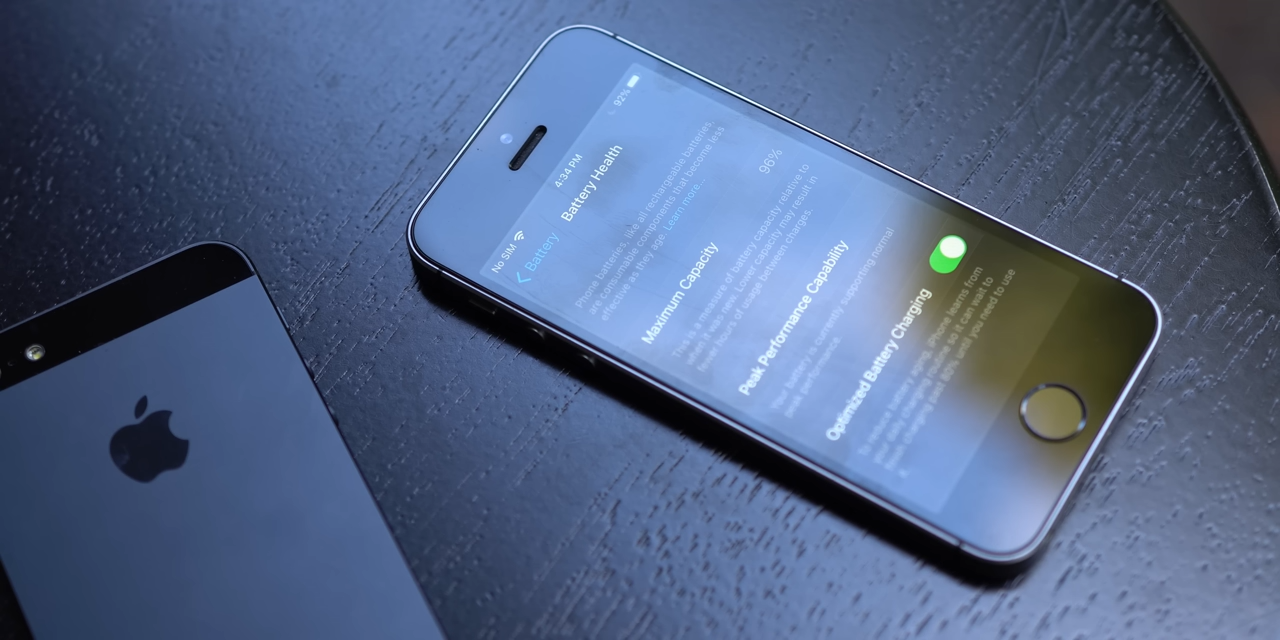 No SIM 4:34 PM 92%
Battery Battery Health
iPhone batteries, like all rechargeable batteries,
are consumable components that become less
effective as they age. Learn more...
Maximum Capacity 96%
This is a measure of battery capacity relative to
when it was new. Lower capacity may result in
fewer hours of usage between charges.
Peak Performance Capability
Your battery is currently supporting normal
peak performance
Optimized Battery Charging
To reduce battery aging, iPhone learns from
your daily charging routine so it can wait to
finish charging past 80% until you need to use
it.